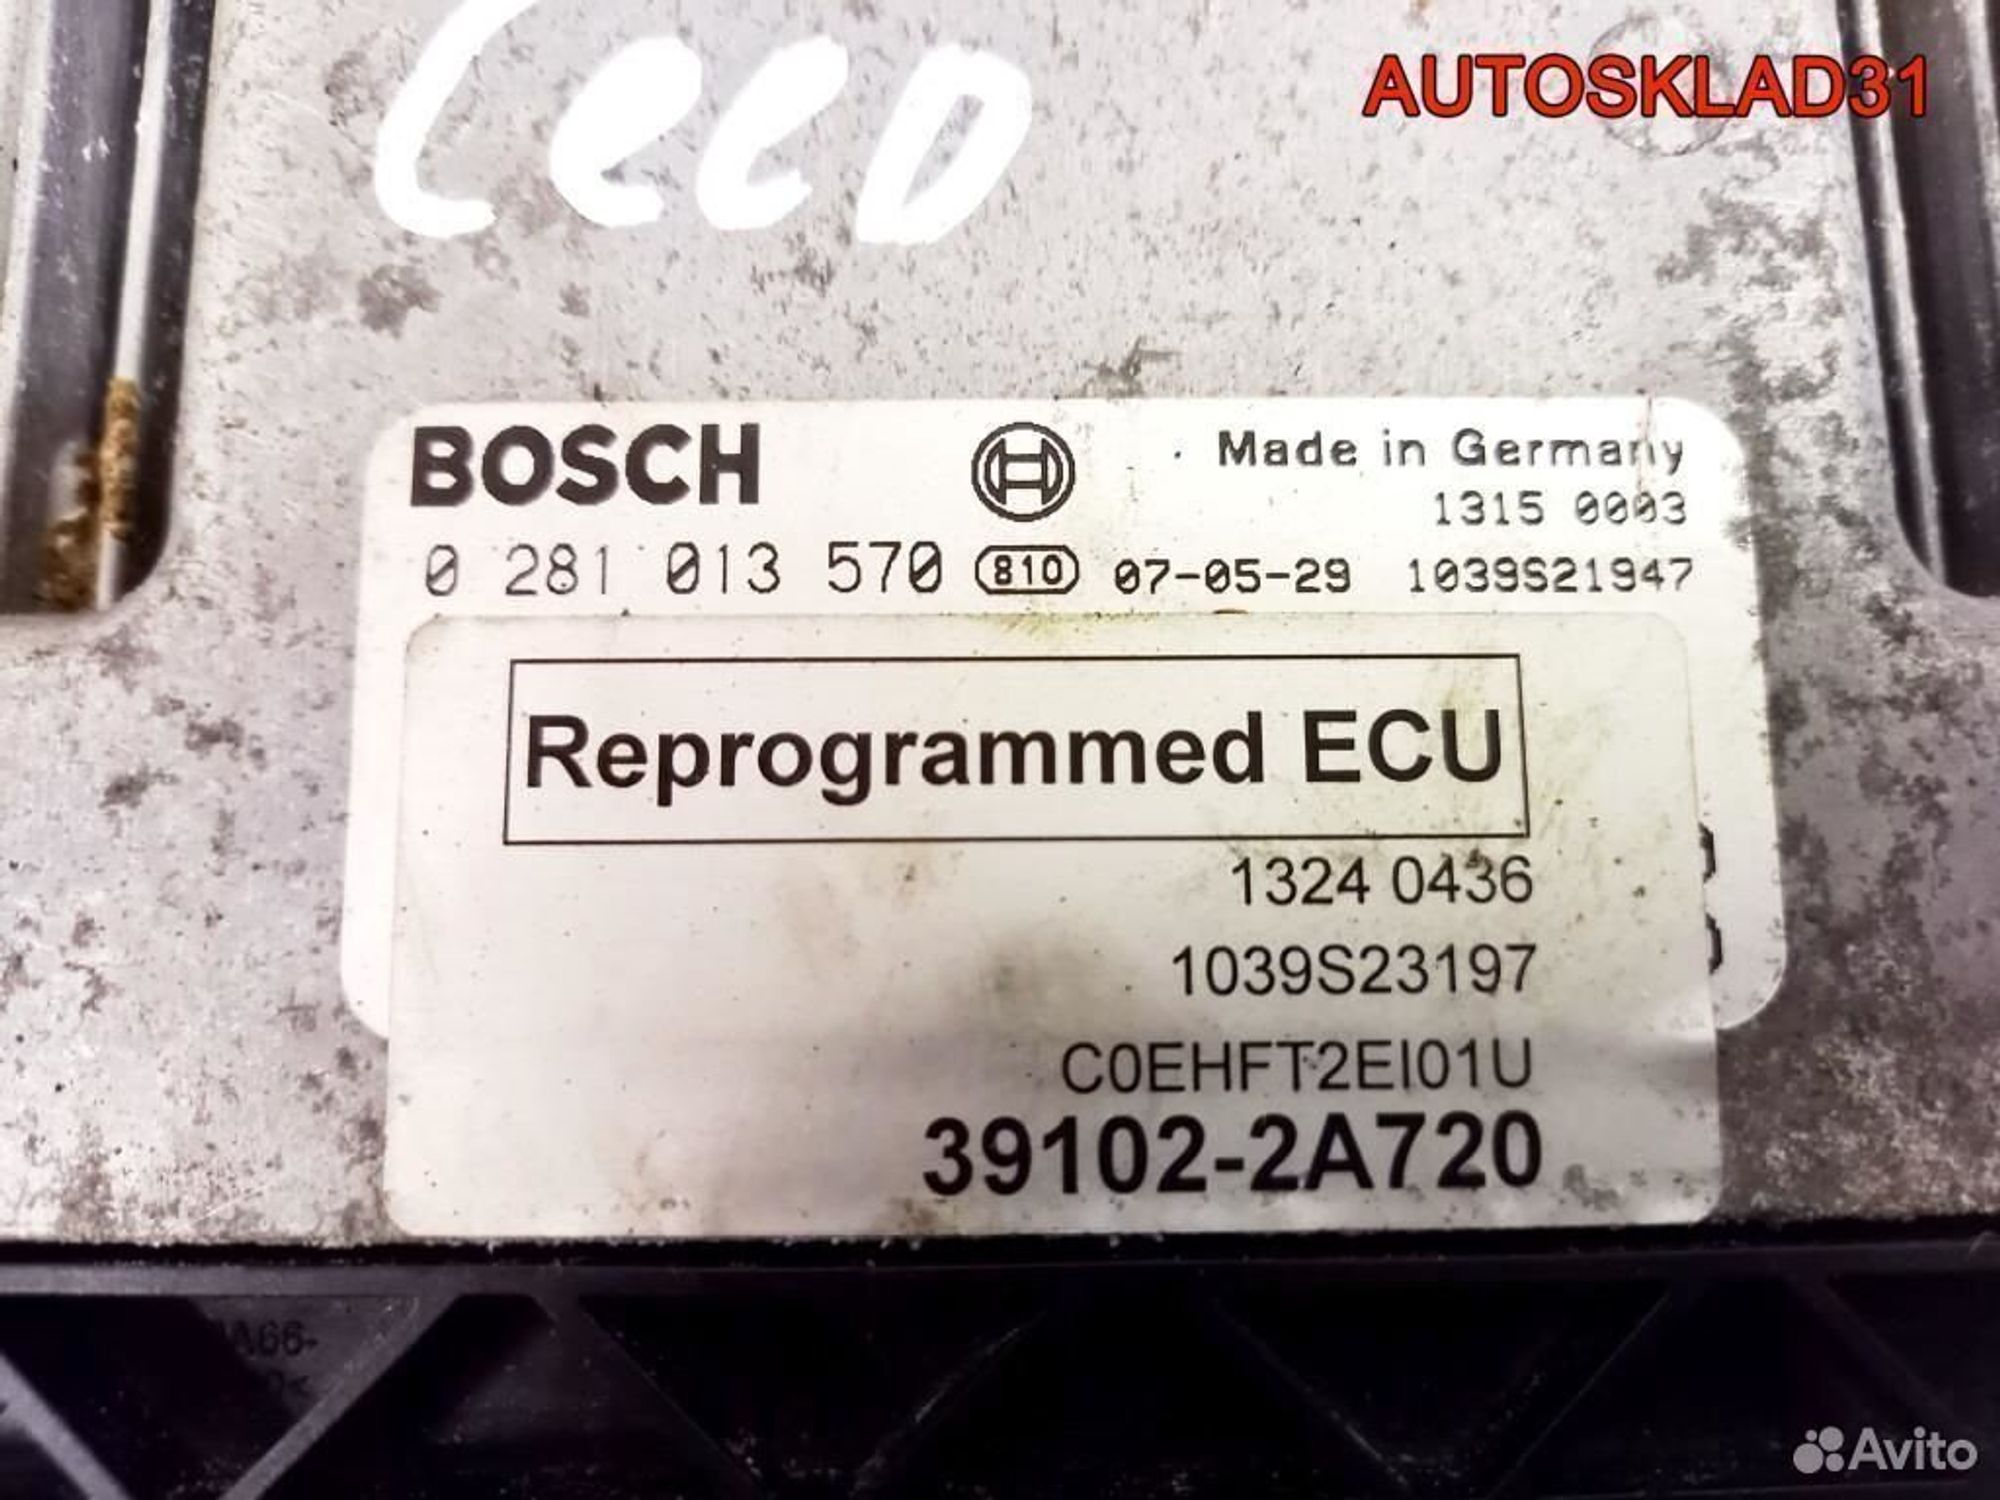 Ceed
AUTOSKLAD31
BOSCH
Made in Germany
1315 0003
0 281 013 570 810 07-05-29 1039S21947
Reprogrammed ECU
1324 0436
1039S23197
C0EHFT2EI01U
39102-2A720
Avito